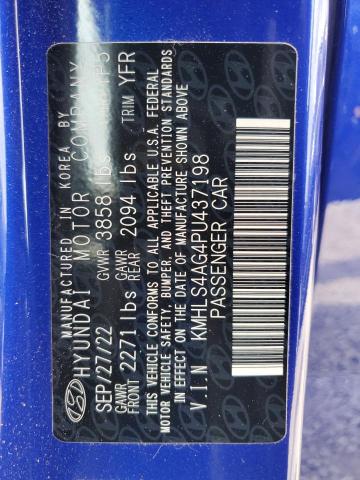 MANUFACTURED IN KOREA BY
HYUNDAI MOTOR COMPANY
SEP/27/22 GVWR 3858 lbs
GAWR FRONT 2271 lbs GAWR REAR 2094 lbs TRIM YFR
THIS VEHICLE CONFORMS TO ALL APPLICABLE U.S.A. FEDERAL
MOTOR VEHICLE SAFETY, BUMPER, AND THEFT PREVENTION STANDARDS
IN EFFECT ON THE DATE OF MANUFACTURE SHOWN ABOVE
V.I.N KMHLS4AG4PU437198
PASSENGER CAR